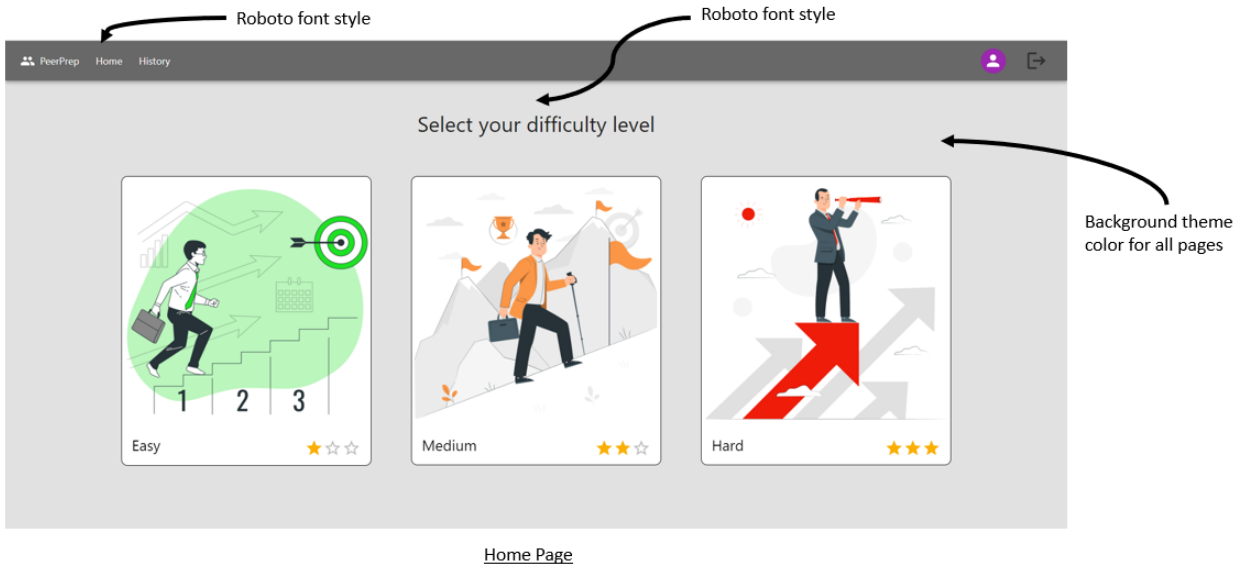 Roboto font style
Roboto font style
PeerPrep Home History
Select your difficulty level
Background theme
color for all pages
1 2 3
Easy
Medium
Hard
Home Page